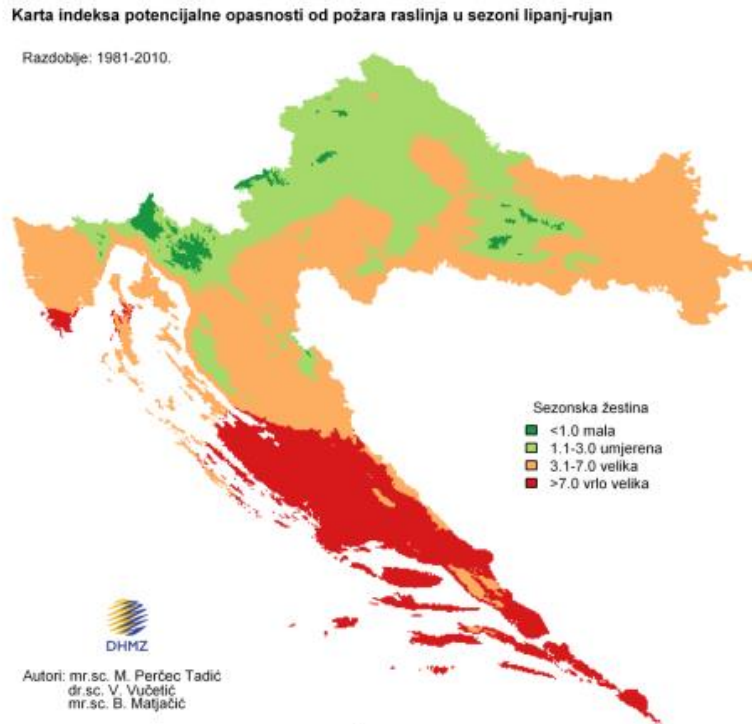 Karta indeksa potencijalne opasnosti od požara raslinja u sezoni lipanj-rujan
Razdoblje: 1981-2010.
Sezonska žestina
<1.0 mala
1.1-3.0 umjerena
3.1-7.0 velika
>7.0 vrlo velika
DHMZ
Autori: mr.sc. M. Perčec Tadić
dr.sc. V. Vučetić
mr.sc. B. Matjačić